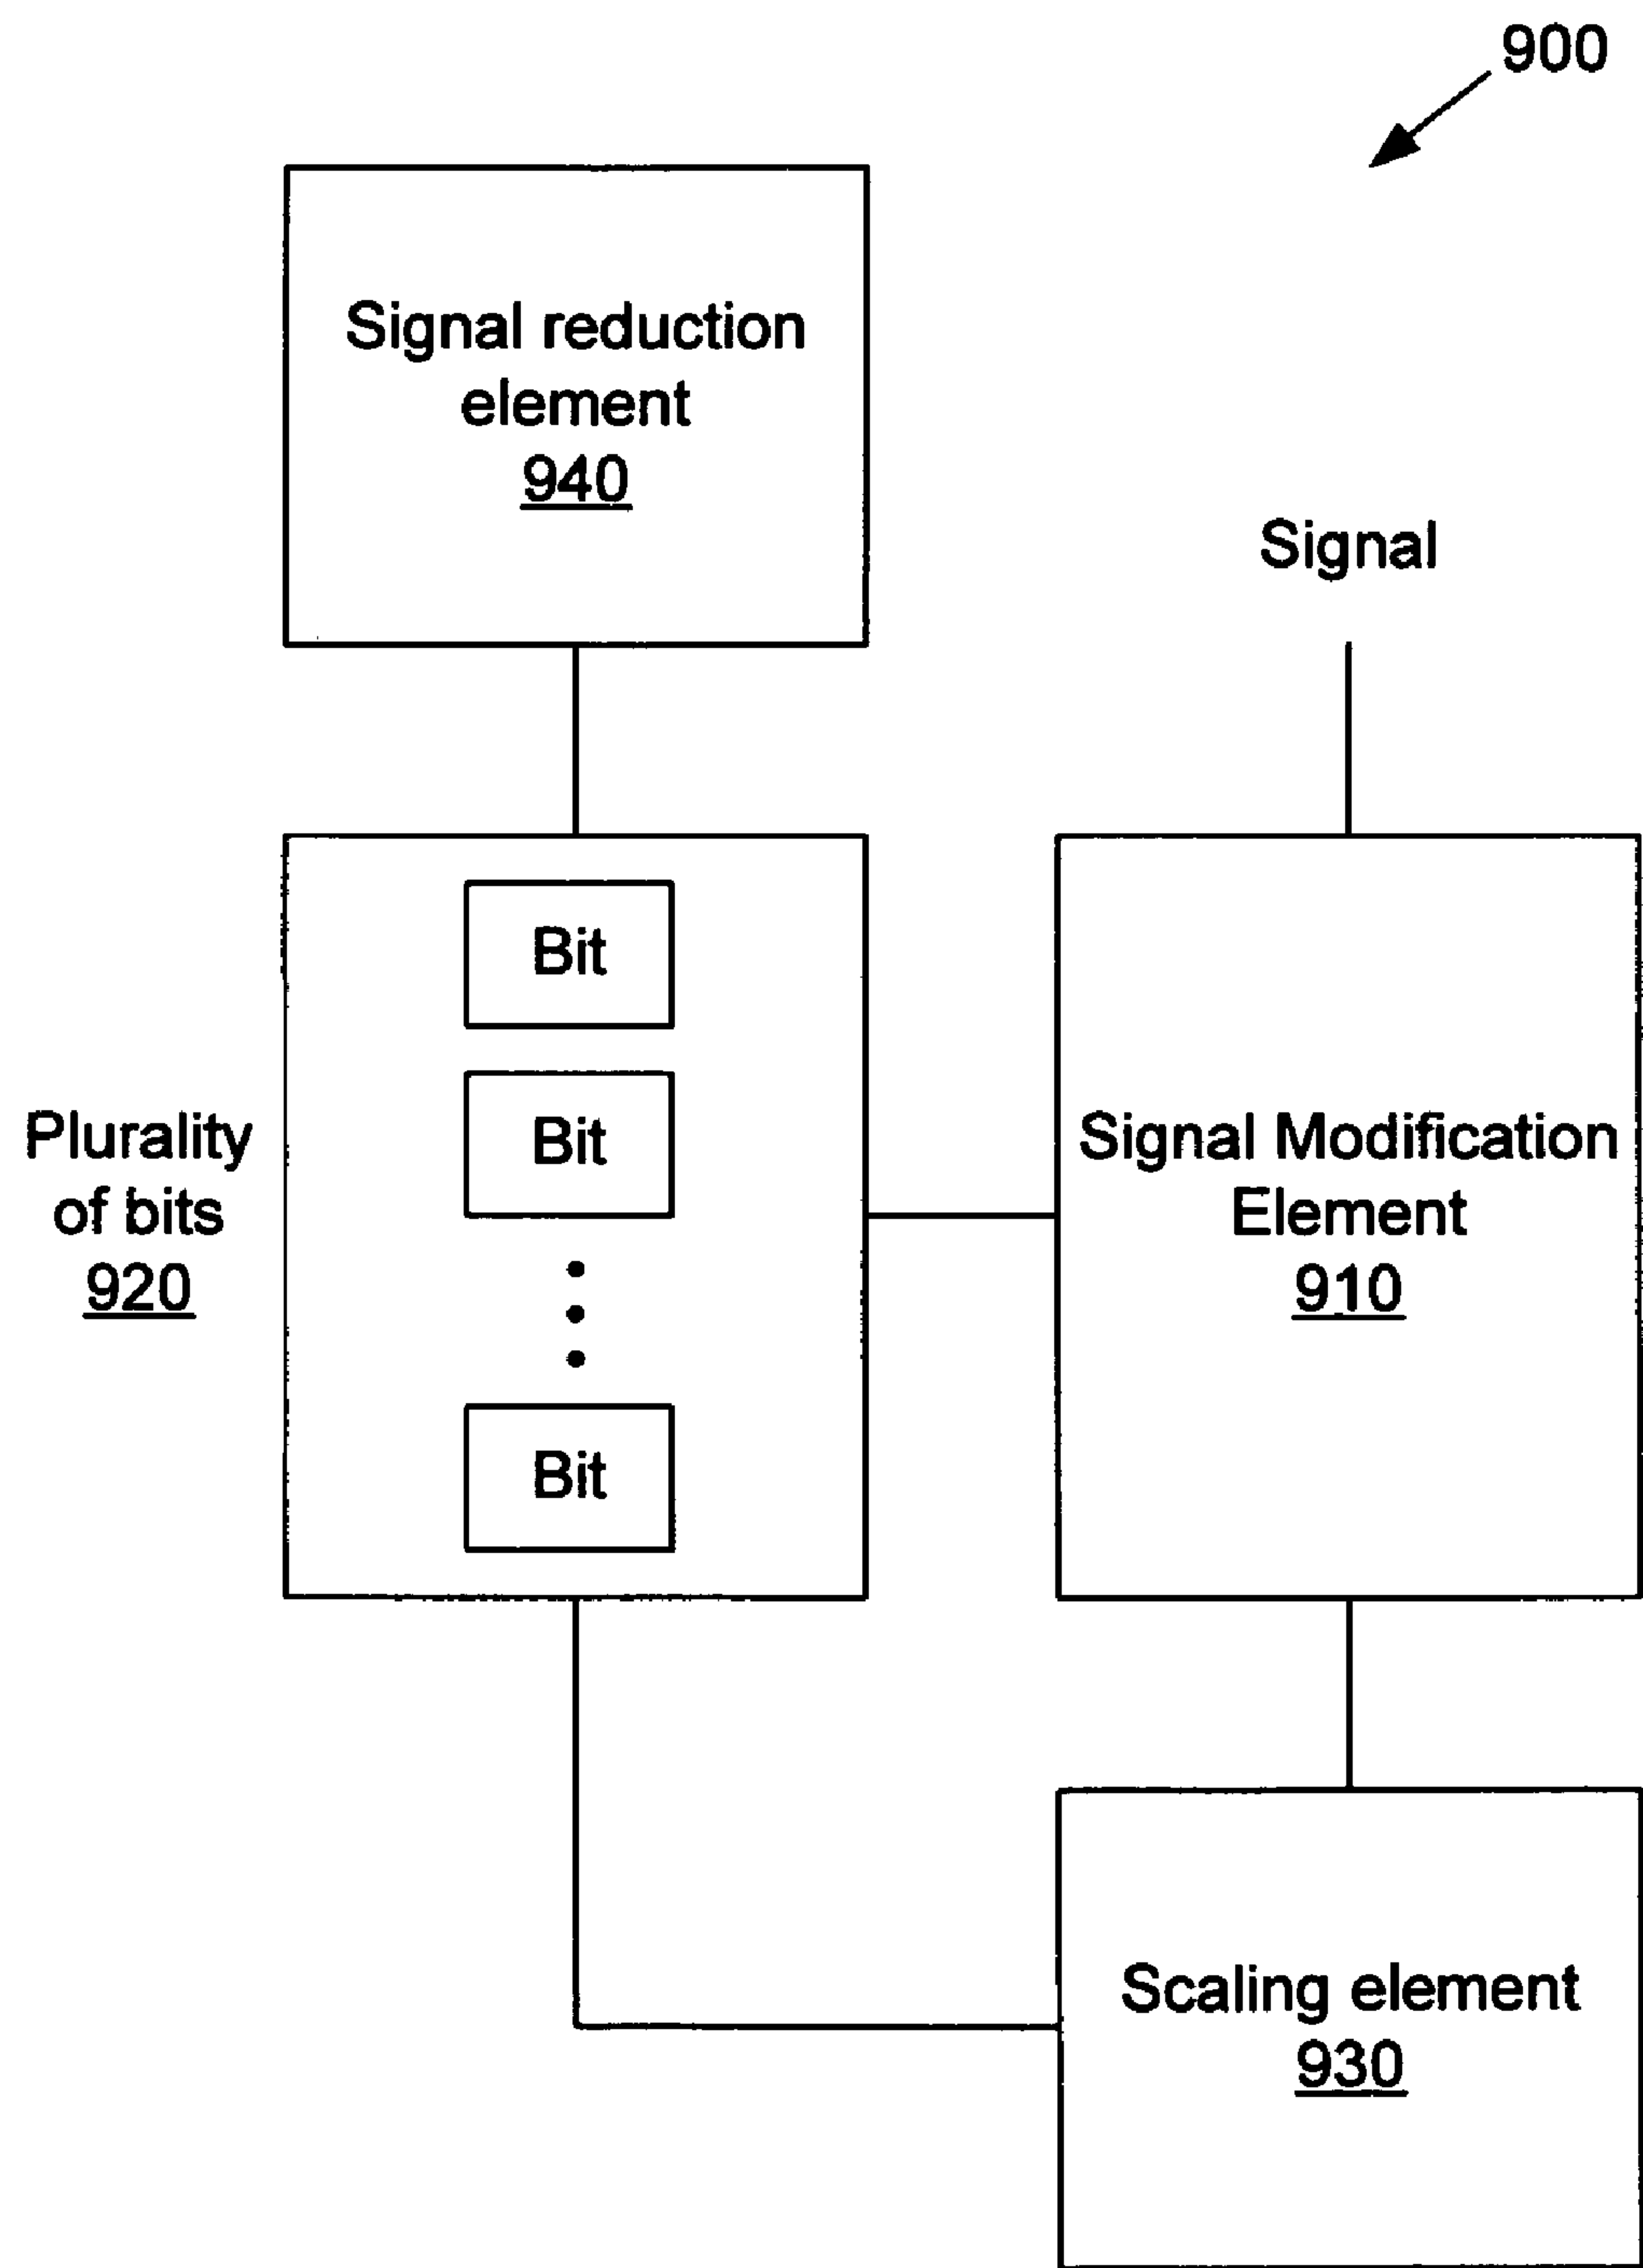 900
Signal reduction
element
940
Signal
Bit
Bit
Plurality
of bits
920
Signal Modification
Element
910
Bit
Scaling element
930